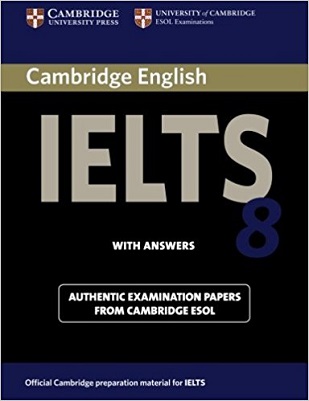 CAMBRIDGE
UNIVERSITY PRESS
UNIVERSITY of CAMBRIDGE
ESOL Examinations
Cambridge English
IELTS
8
WITH ANSWERS
AUTHENTIC EXAMINATION PAPERS
FROM CAMBRIDGE ESOL
Official Cambridge preparation material for IELTS